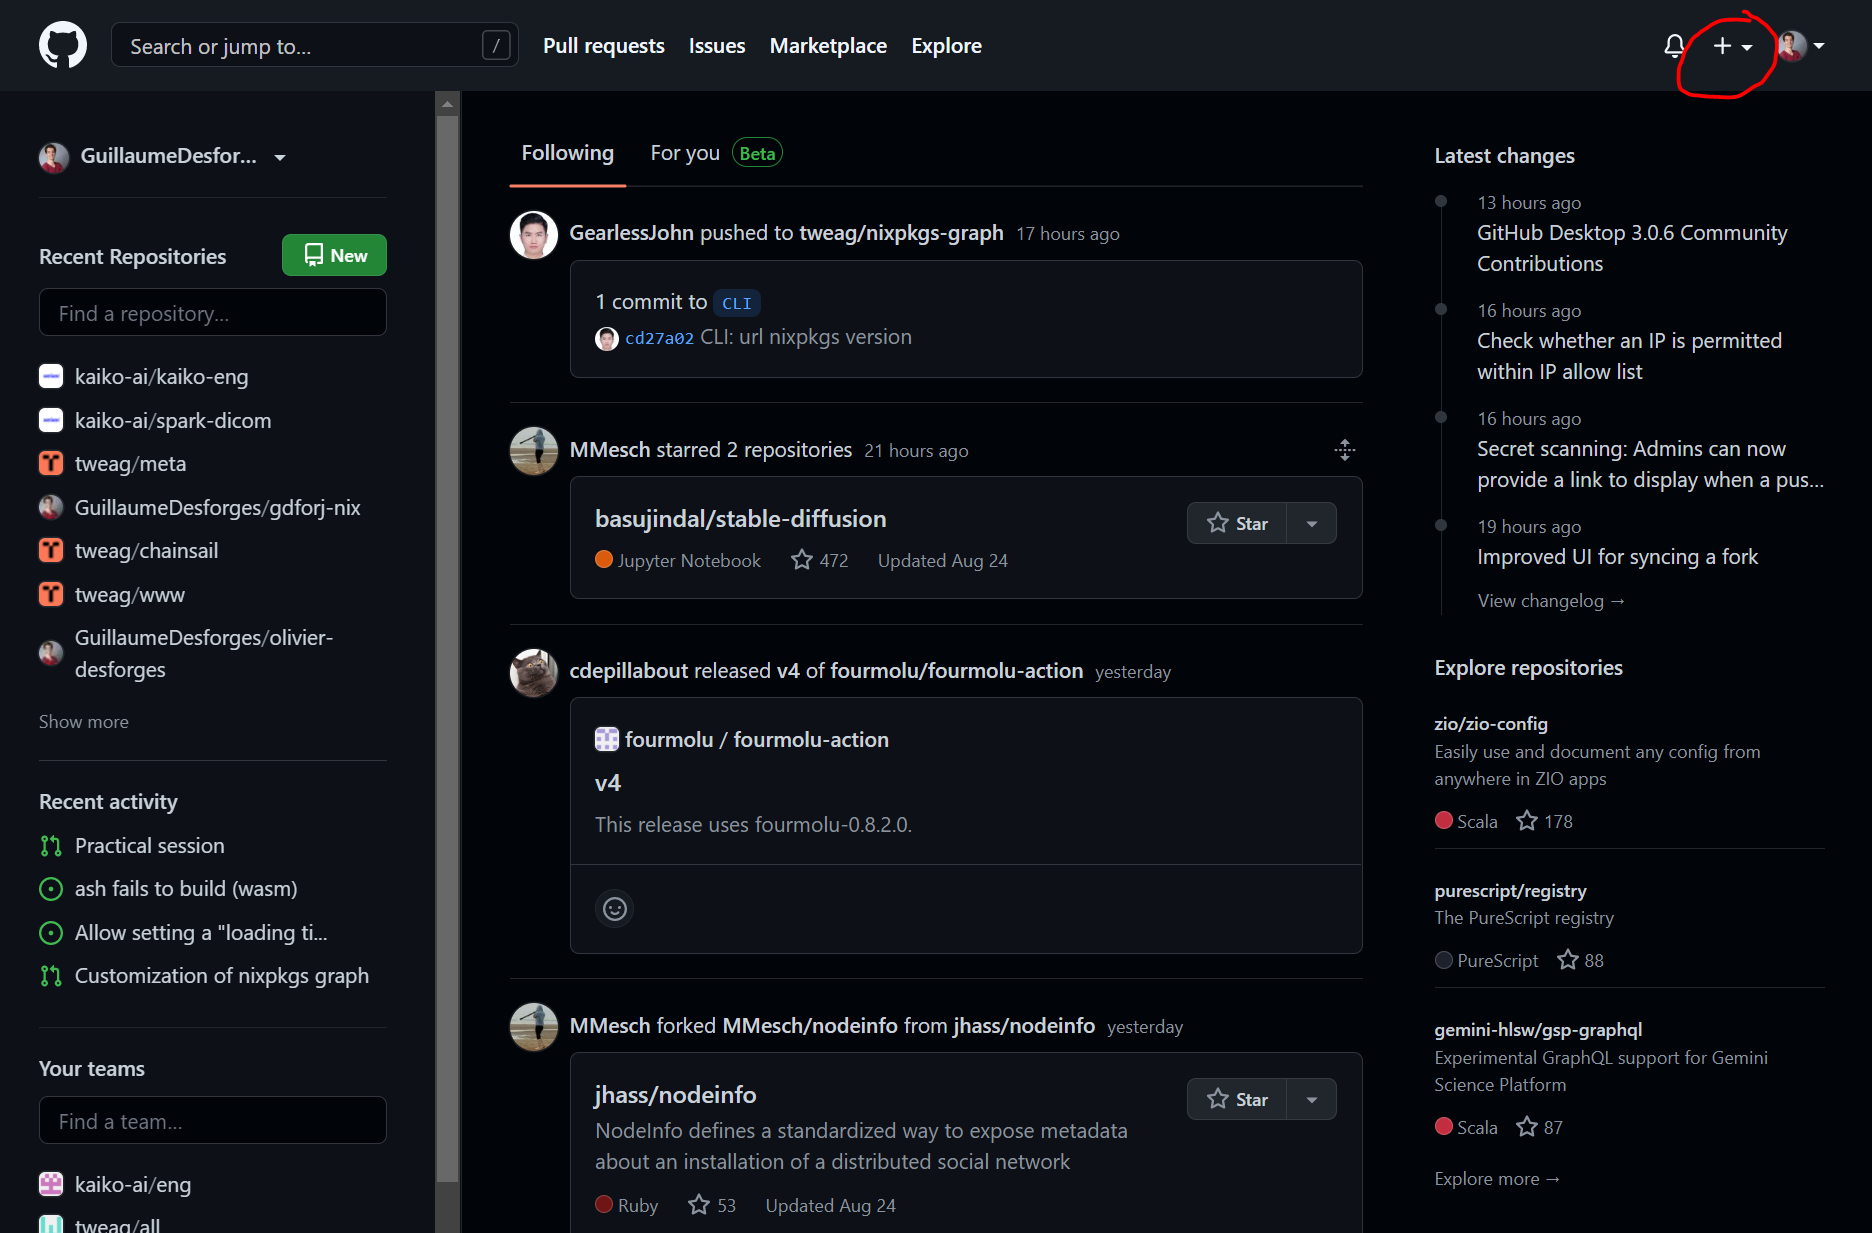 Search or jump to...
/
Pull requests
Issues
Marketplace
Explore
GuillaumeDesfor...
Recent Repositories
New
Find a repository...
kaiko-ai/kaiko-eng
kaiko-ai/spark-dicom
tweag/meta
GuillaumeDesforges/gdforj-nix
tweag/chainsail
tweag/www
GuillaumeDesforges/olivier-
desforges
Show more
Recent activity
Practical session
ash fails to build (wasm)
Allow setting a "loading ti...
Customization of nixpkgs graph
Your teams
Find a team...
kaiko-ai/eng
tweag/all
Following
For you Beta
GearlessJohn pushed to tweag/nixpkgs-graph 17 hours ago
1 commit to CLI
cd27a02 CLI: url nixpkgs version
MMesch starred 2 repositories 21 hours ago
basujindal/stable-diffusion
Star
Jupyter Notebook 472 Updated Aug 24
cdepillabout released v4 of fourmolu/fourmolu-action yesterday
fourmolu / fourmolu-action
v4
This release uses fourmolu-0.8.2.0.
MMesch forked MMesch/nodeinfo from jhass/nodeinfo yesterday
jhass/nodeinfo
Star
NodeInfo defines a standardized way to expose metadata
about an installation of a distributed social network
Ruby 53 Updated Aug 24
Latest changes
13 hours ago
GitHub Desktop 3.0.6 Community
Contributions
16 hours ago
Check whether an IP is permitted
within IP allow list
16 hours ago
Secret scanning: Admins can now
provide a link to display when a pus...
19 hours ago
Improved UI for syncing a fork
View changelog →
Explore repositories
zio/zio-config
Easily use and document any config from
anywhere in ZIO apps
Scala 178
purescript/registry
The PureScript registry
PureScript 88
gemini-hlsw/gsp-graphql
Experimental GraphQL support for Gemini
Science Platform
Scala 87
Explore more →